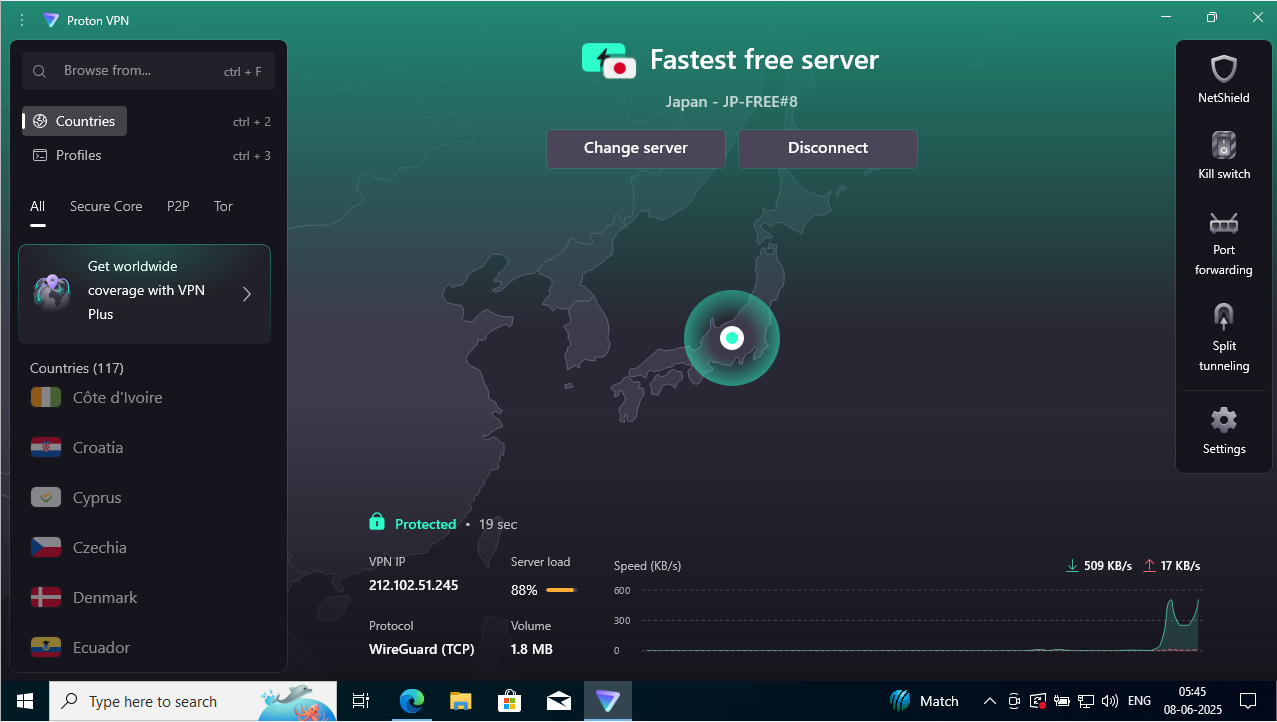 Proton VPN
Browse from...
ctrl + F
Countries
ctrl + 2
Profiles
ctrl + 3
All
Secure Core
P2P
Tor
Get worldwide
coverage with VPN
Plus
Countries (117)
Côte d'Ivoire
Croatia
Cyprus
Czechia
Denmark
Ecuador
Fastest free server
Japan - JP-FREE#8
Change server
Disconnect
Protected • 19 sec
VPN IP
212.102.51.245
Server load
88%
Protocol
WireGuard (TCP)
Volume
1.8 MB
Speed (KB/s)
509 KB/s
17 KB/s
600
300
0
NetShield
Kill switch
Port
forwarding
Split
tunneling
Settings
Type here to search
Match
ENG
05:45
08-06-2025